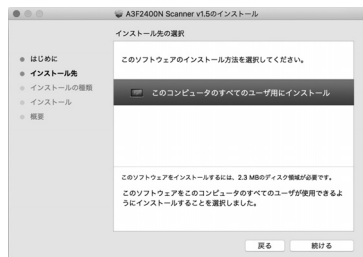 A3F2400N Scanner v1.5のインストール
インストール先の選択
はじめに
インストール先
インストールの種類
インストール
概要
このソフトウェアのインストール方法を選択してください。
このコンピュータのすべてのユーザ用にインストール
このソフトウェアをインストールするには、2.3 MBのディスク領域が必要です。
このソフトウェアをこのコンピュータのすべてのユーザが使用できるよ
うにインストールすることを選択しました。
戻る
続ける